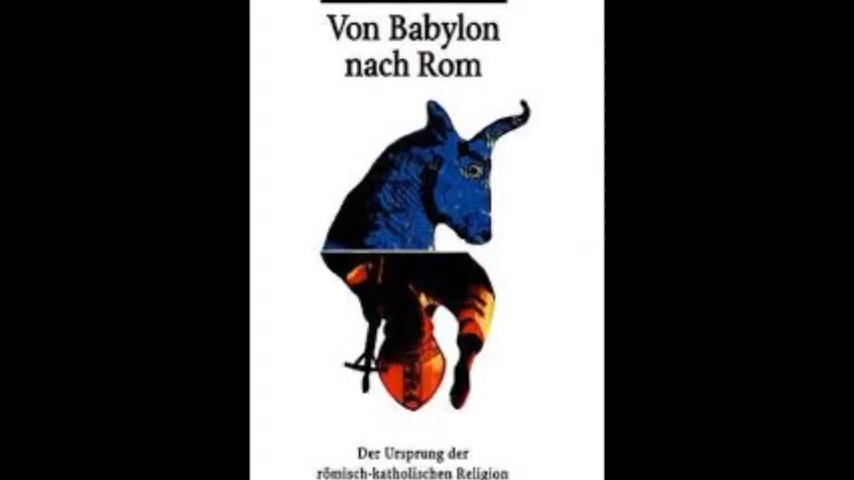 Von Babylon
nach Rom
Der Ursprung der
römisch-katholischen Religion